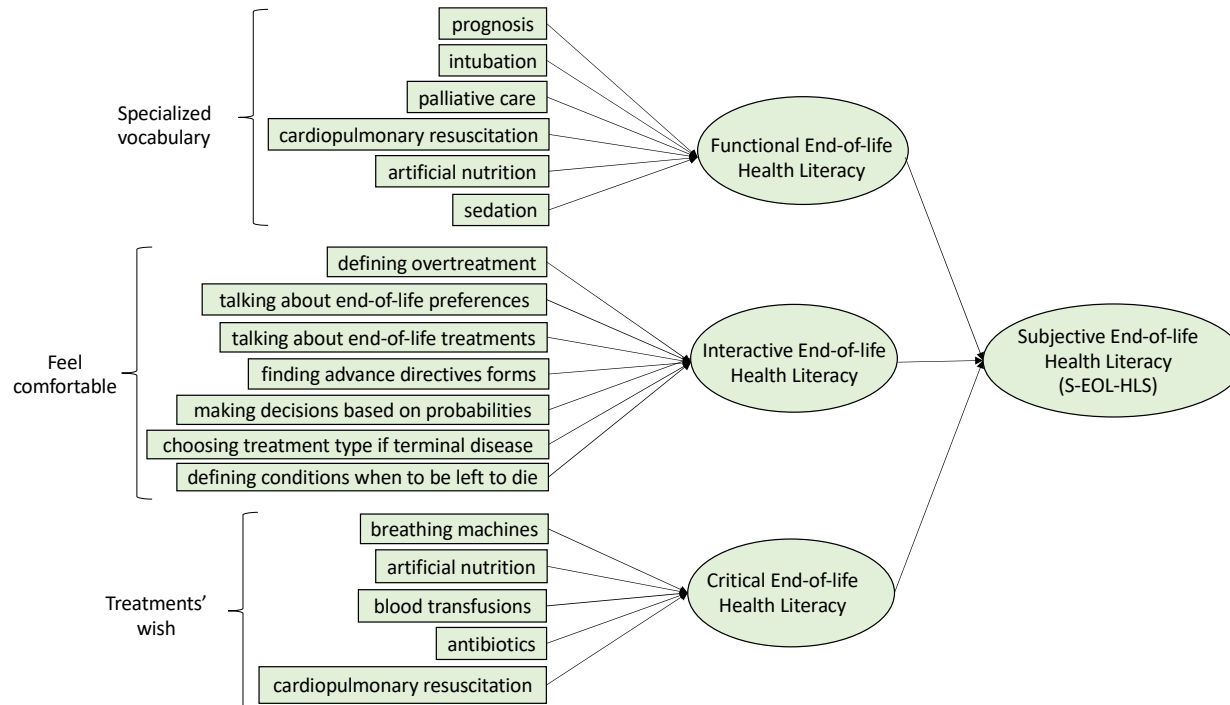 Specialized
vocabulary
prognosis
intubation
palliative care
cardiopulmonary resuscitation
artificial nutrition
sedation
Functional End-of-life
Health Literacy
Feel
comfortable
defining overtreatment
talking about end-of-life preferences
talking about end-of-life treatments
finding advance directives forms
making decisions based on probabilities
choosing treatment type if terminal disease
defining conditions when to be left to die
Interactive End-of-life
Health Literacy
Treatments'
wish
breathing machines
artificial nutrition
blood transfusions
antibiotics
cardiopulmonary resuscitation
Critical End-of-life
Health Literacy
Subjective End-of-life
Health Literacy
(S-EOL-HLS)